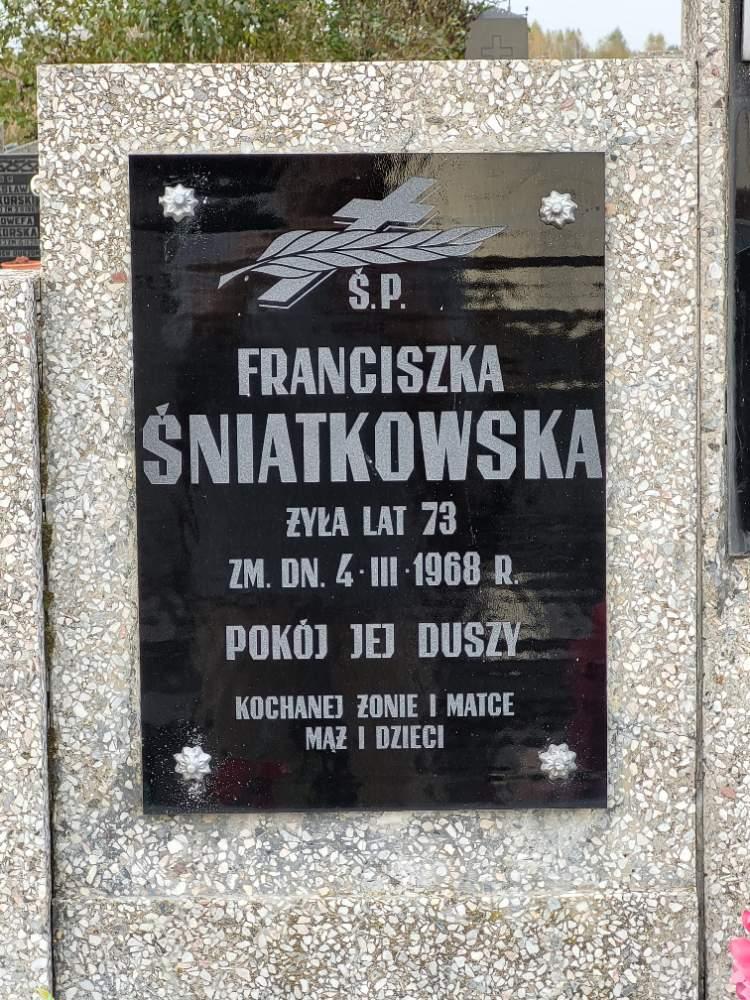 Ś.P.
FRANCISZKA
ŚNIATKOWSKA
ŻYŁA LAT 73
ZM. DN. 4·III·1968 R.
POKÓJ JEJ DUSZY
KOCHANEJ ŻONIE I MATCE
MĄŻ I DZIECI